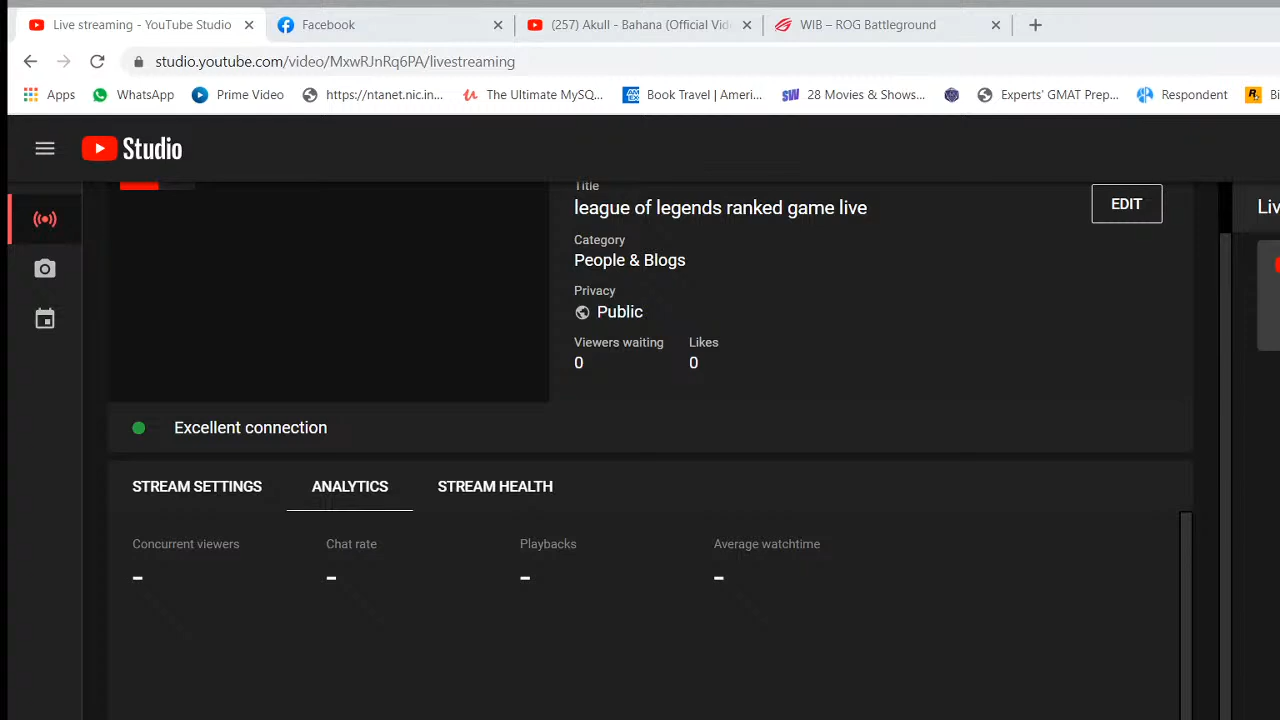 Live streaming - YouTube Studio
Facebook
(257) Akull - Bahana (Official Vid
WIB – ROG Battleground
studio.youtube.com/video/MxwRJnRq6PA/livestreaming
Apps
WhatsApp
Prime Video
https://ntanet.nic.in...
The Ultimate MySQ...
Book Travel | Ameri...
28 Movies & Shows...
Experts' GMAT Prep...
Respondent
Bi
Studio
Title
league of legends ranked game live
EDIT
Category
People & Blogs
Privacy
Public
Viewers waiting
Likes
0
0
Liv
Excellent connection
STREAM SETTINGS
ANALYTICS
STREAM HEALTH
Concurrent viewers
Chat rate
Playbacks
Average watchtime
-
-
-
-